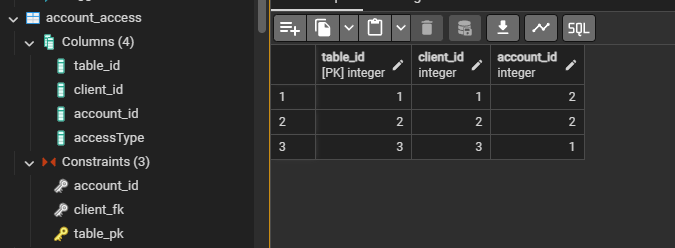 account_access
Columns (4)
table_id
client_id
account_id
accessType
Constraints (3)
account_id
client_fk
table_pk
SQL
table_id client_id account_id
[PK] integer integer integer
1 1 1 2
2 2 2 2
3 3 3 1